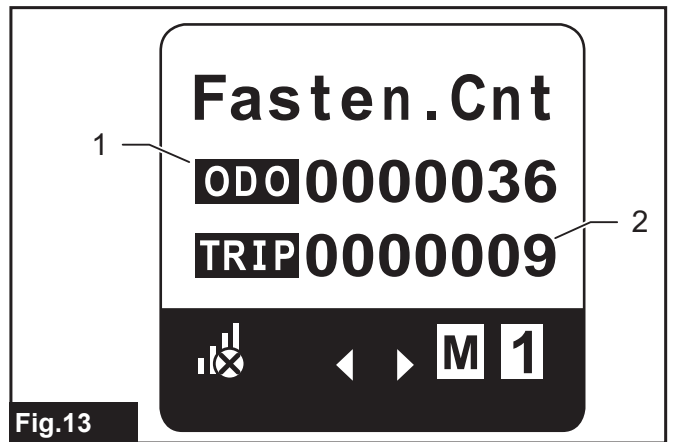 Fasten.Cnt
1
ODO 0000036
TRIP 0000009
2
M 1
Fig.13